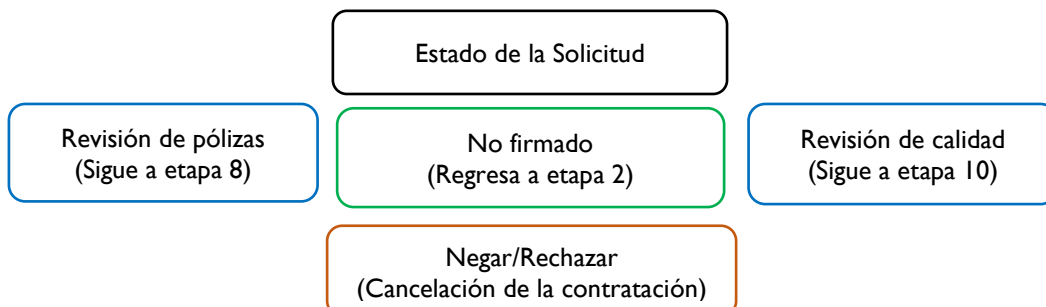 Estado de la Solicitud
Revisión de pólizas
(Sigue a etapa 8)
No firmado
(Regresa a etapa 2)
Revisión de calidad
(Sigue a etapa 10)
Negar/Rechazar
(Cancelación de la contratación)